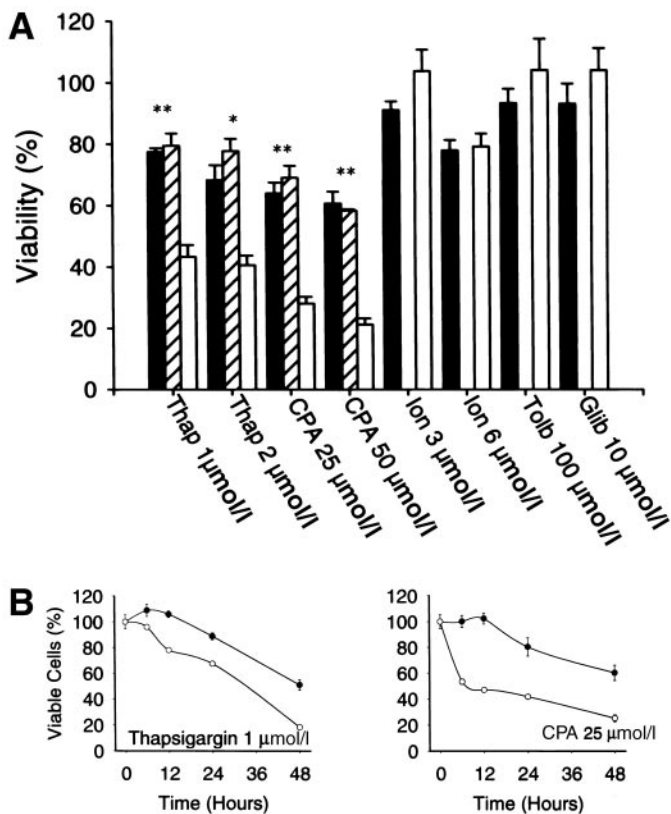 A
Viability (%)
120
100
80
60
40
20
0
**
*
**
**
Thap 1μmol/l
Thap 2 μmol/l
CPA 25 μmol/l
CPA 50 μmol/l
Ion 3 μmol/l
Ion 6 μmol/l
Tolb 100 μmol/l
Glib 10 μmol/l
B
Viable Cells (%)
120
100
80
60
40
20
0
Thapsigargin 1 μmol/l
0 12 24 36 48
Time (Hours)
120
100
80
60
40
20
0
CPA 25 μmol/l
0 12 24 36 48
Time (Hours)